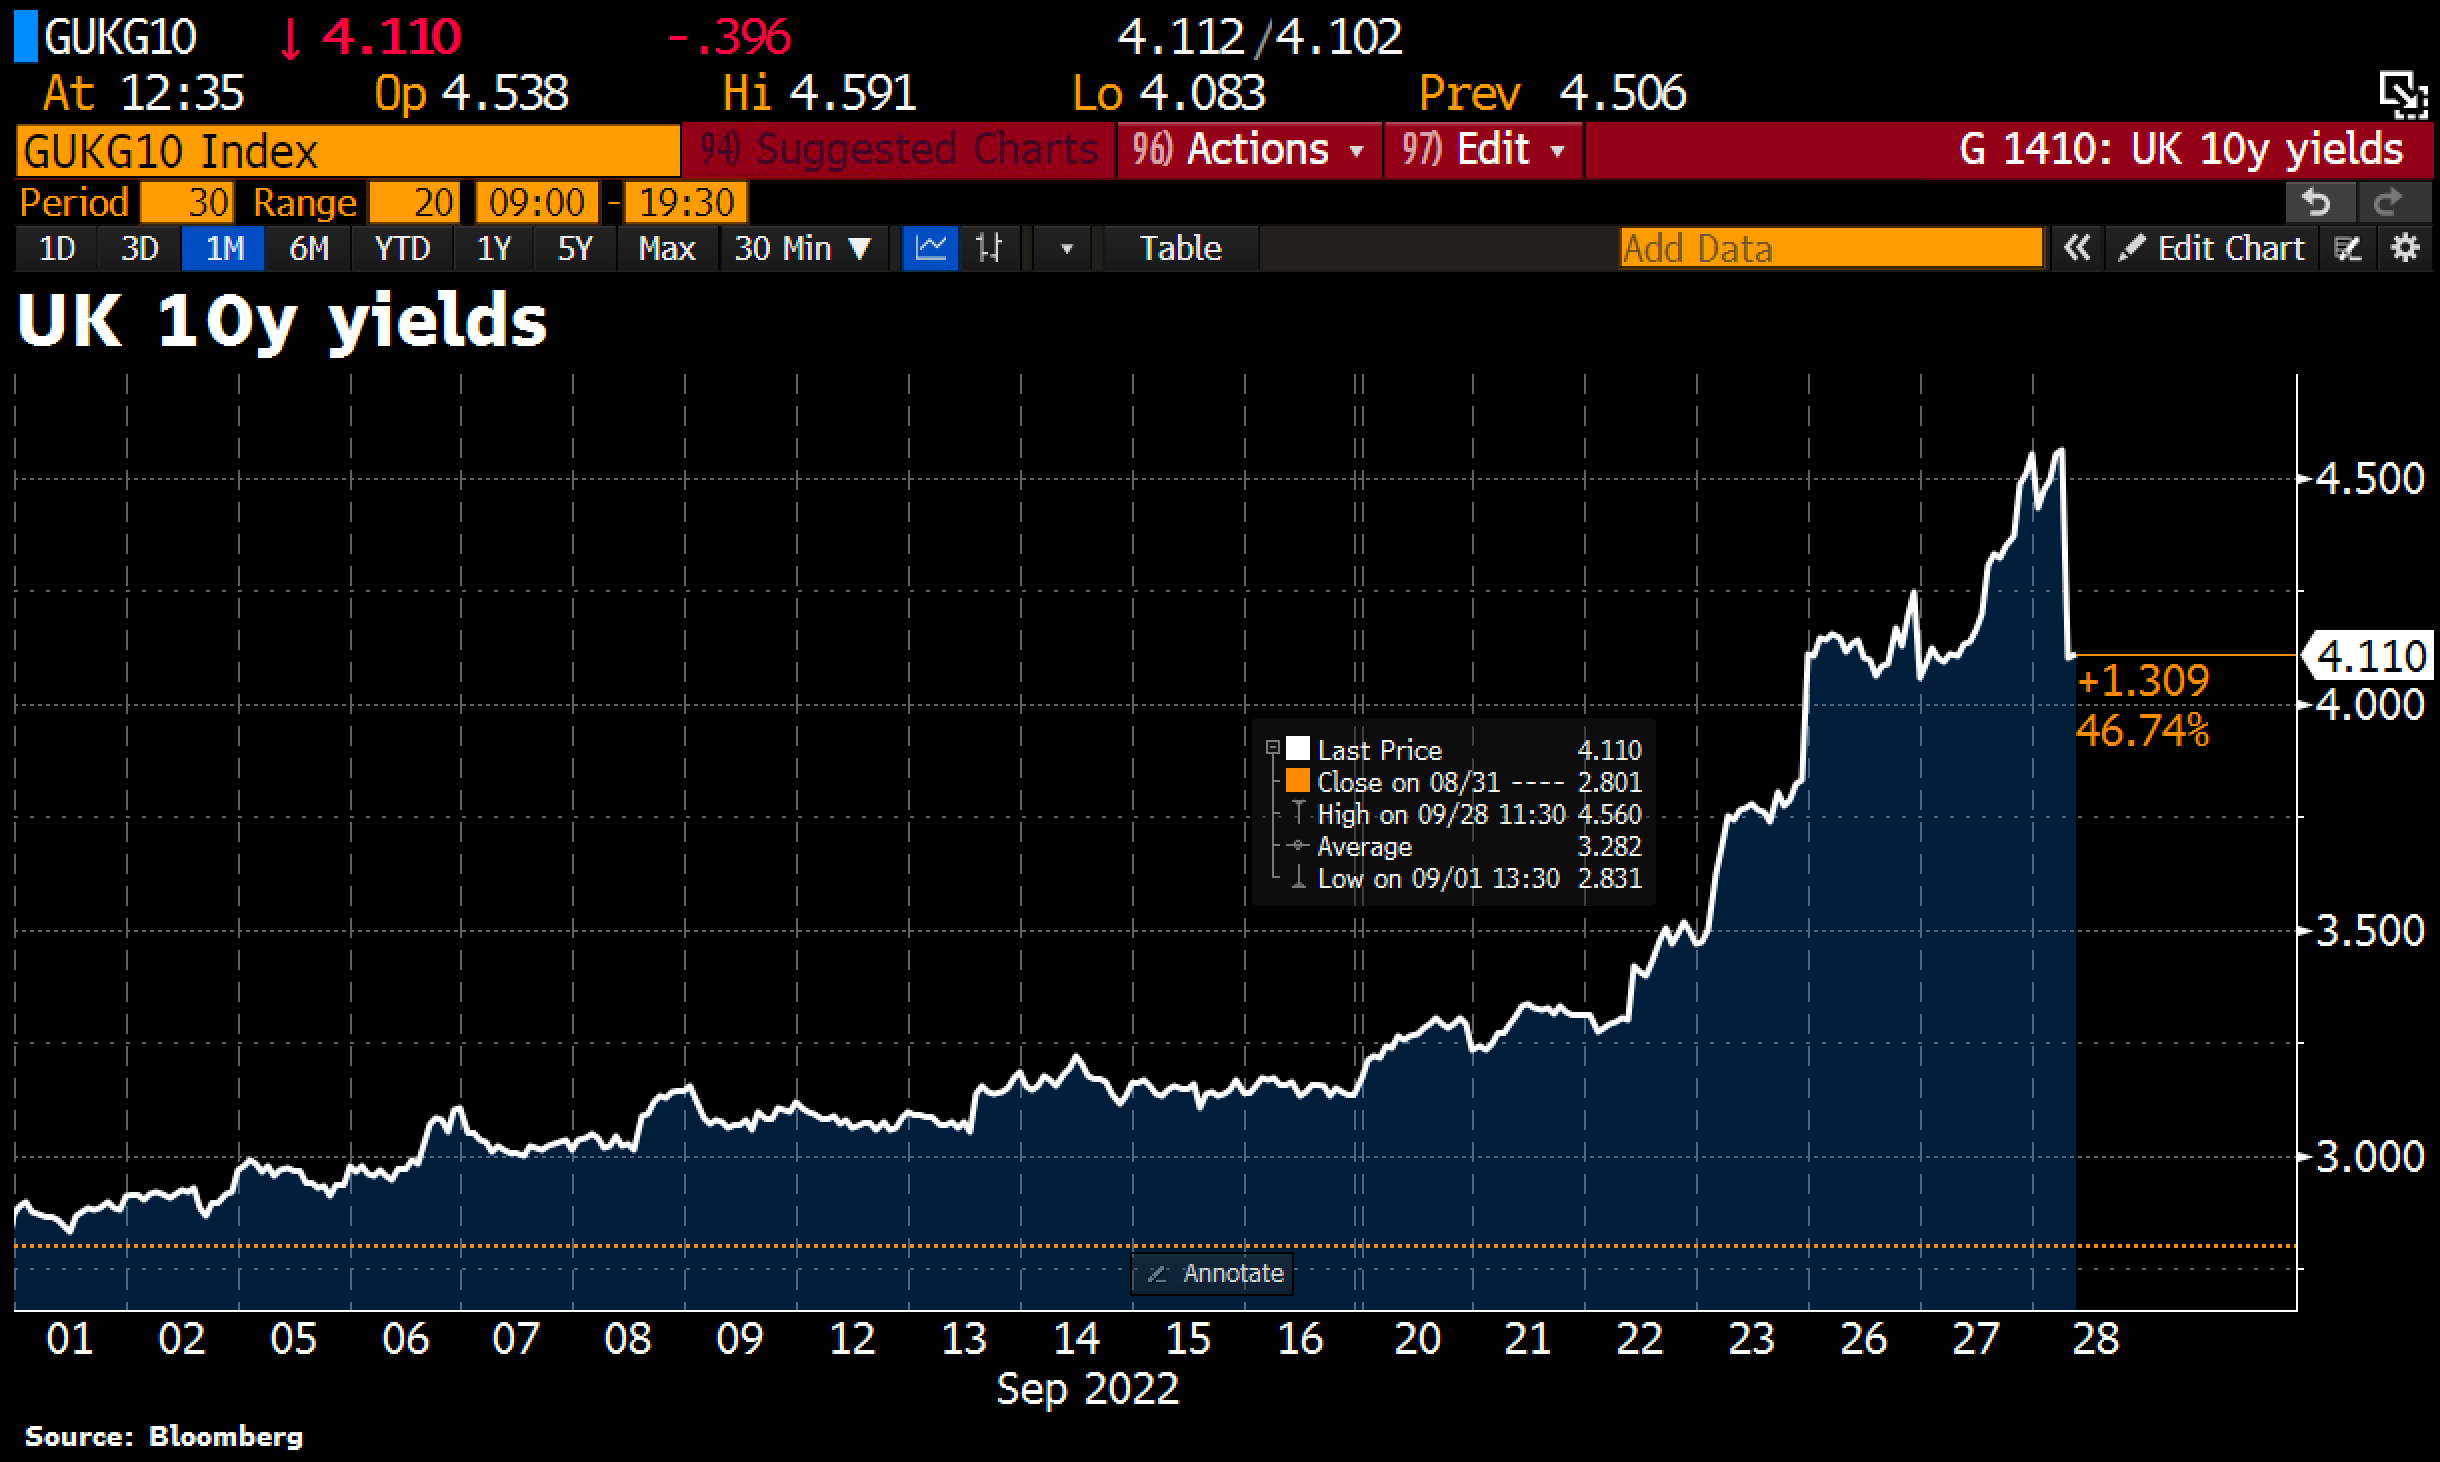 GUKG10 ↓ 4.110 -.396 4.112/4.102
At 12:35 Op 4.538 Hi 4.591 Lo 4.083 Prev 4.506
GUKG10 Index 94) Suggested Charts 96) Actions ▾ 97) Edit ▾ G 1410: UK 10y yields
Period 30 Range 20 09:00 - 19:30
1D 3D 1M 6M YTD 1Y 5Y Max 30 Min ▼ Table Add Data « Edit Chart
UK 10y yields
4.500
4.110
+1.309
4.000
46.74%
Last Price 4.110
Close on 08/31 ---- 2.801
High on 09/28 11:30 4.560
Average 3.282
Low on 09/01 13:30 2.831
3.500
3.000
Annotate
01 02 05 06 07 08 09 12 13 14 15 16 20 21 22 23 26 27 28
Sep 2022
Source: Bloomberg